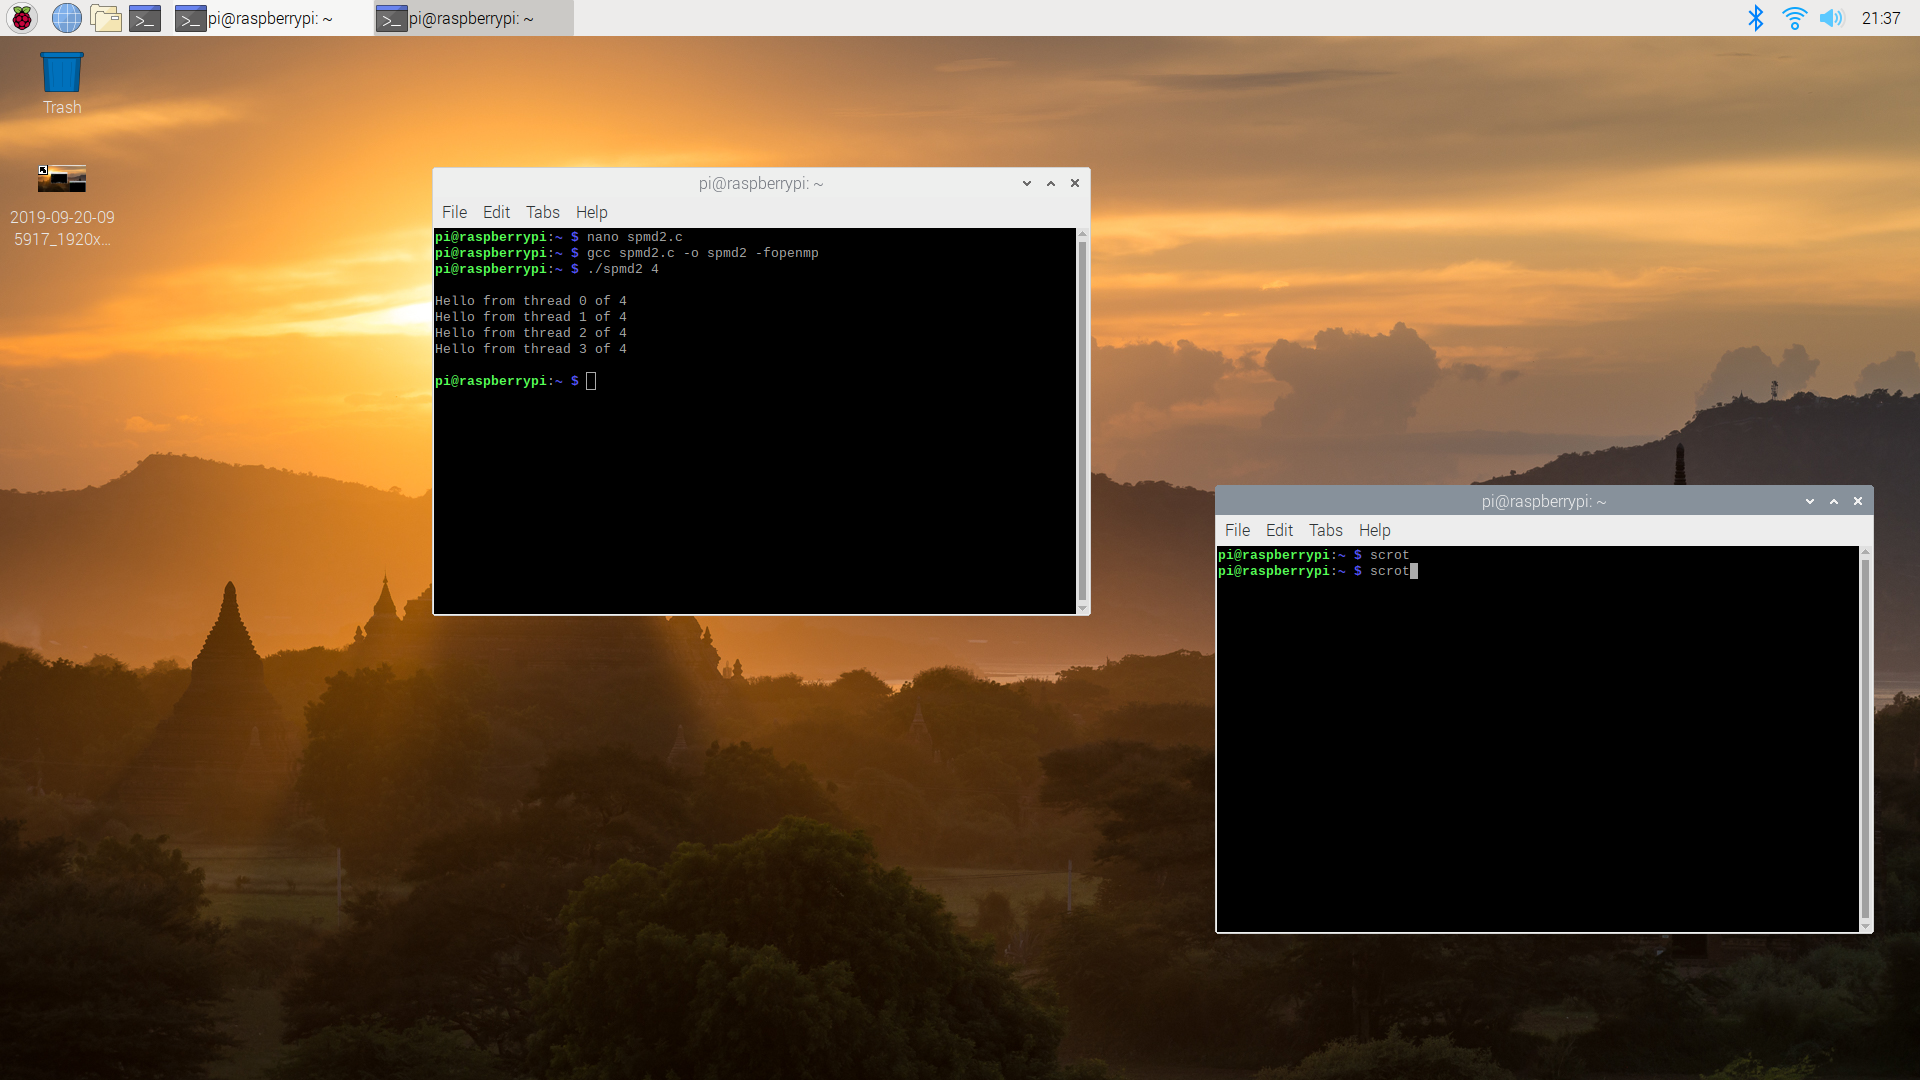 pi@raspberrypi: ~
pi@raspberrypi: ~
21:37
Trash
2019-09-20-09
5917_1920x...
pi@raspberrypi: ~
File Edit Tabs Help
pi@raspberrypi:~ $ nano spmd2.c
pi@raspberrypi:~ $ gcc spmd2.c -o spmd2 -fopenmp
pi@raspberrypi:~ $ ./spmd2 4
Hello from thread 0 of 4
Hello from thread 1 of 4
Hello from thread 2 of 4
Hello from thread 3 of 4
pi@raspberrypi:~ $
pi@raspberrypi: ~
File Edit Tabs Help
pi@raspberrypi:~ $ scrot
pi@raspberrypi:~ $ scrot